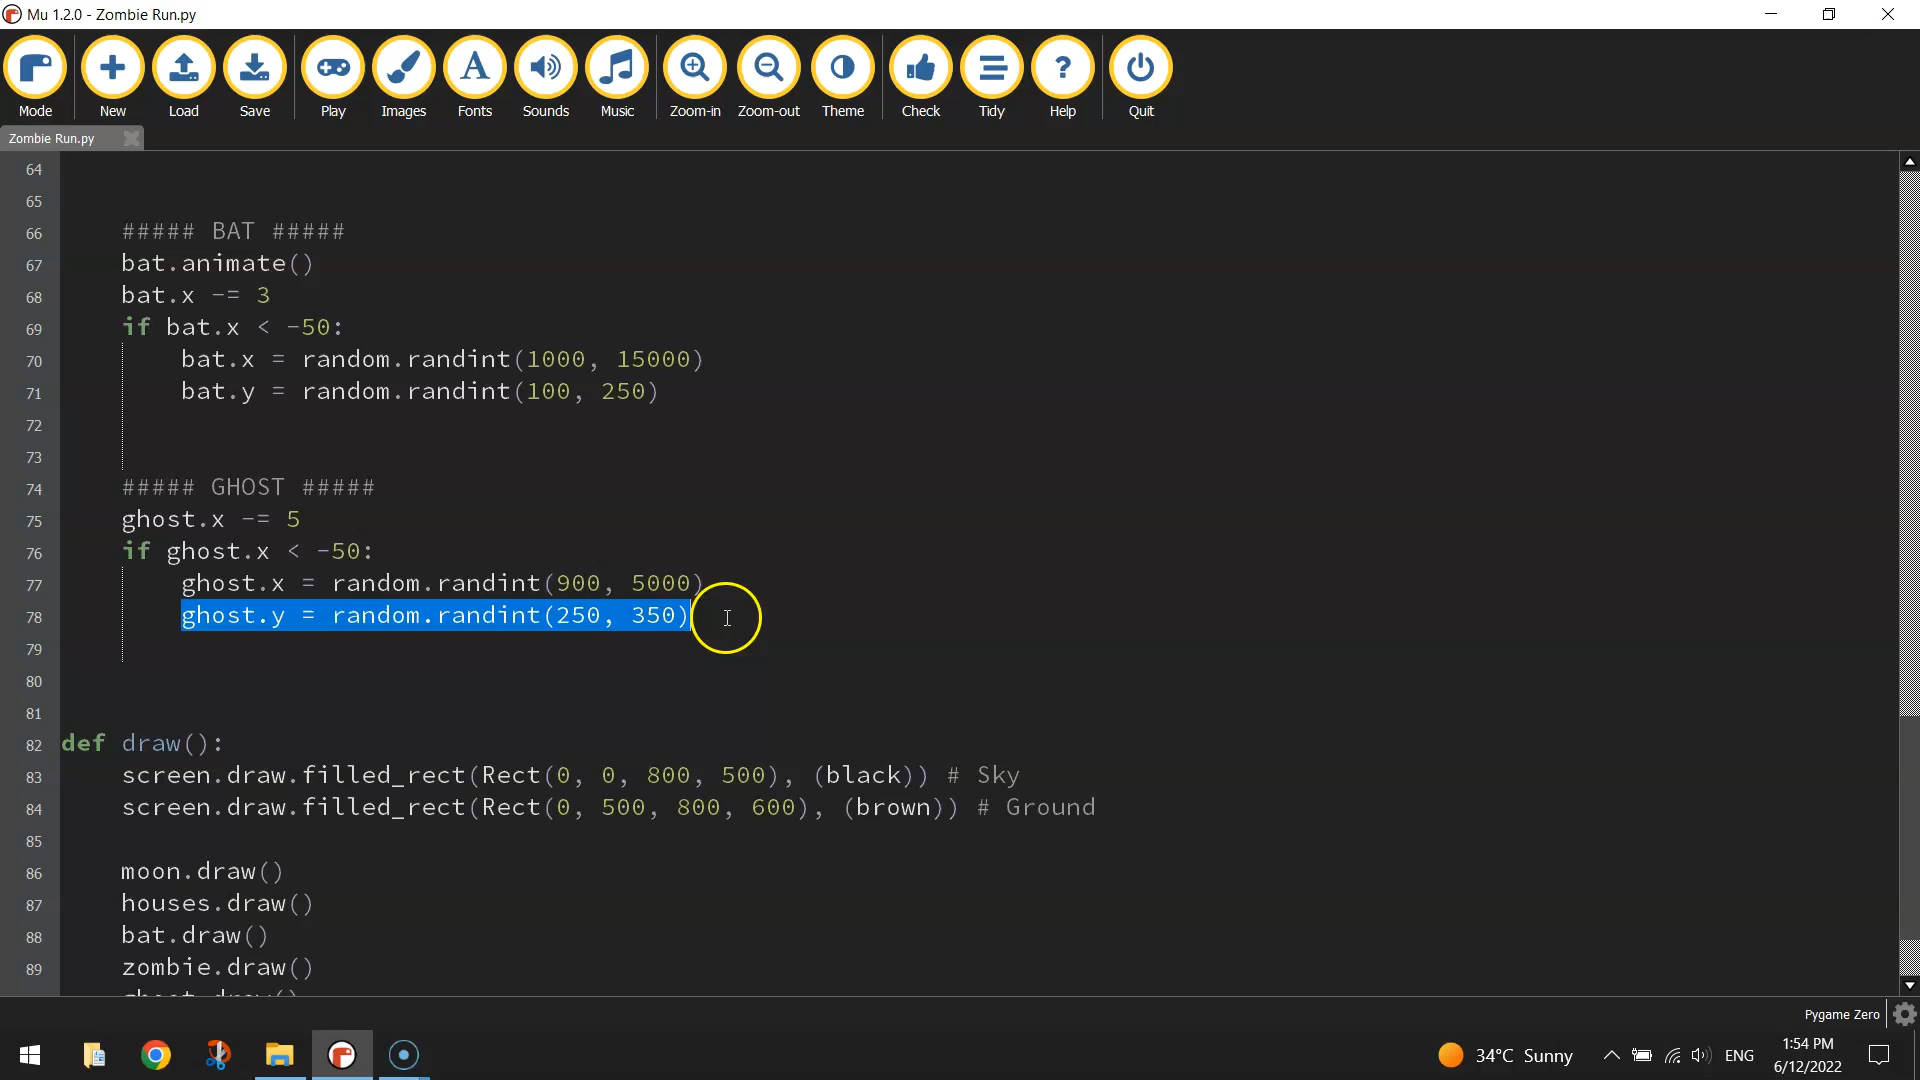 Mu 1.2.0 - Zombie Run.py
Mode New Load Save Play Images Fonts Sounds Music Zoom-in Zoom-out Theme Check Tidy Help Quit
Zombie Run.py
64
65
66 ##### BAT #####
67 bat.animate()
68 bat.x -= 3
69 if bat.x < -50:
70 bat.x = random.randint(1000, 15000)
71 bat.y = random.randint(100, 250)
72
73
74 ##### GHOST #####
75 ghost.x -= 5
76 if ghost.x < -50:
77 ghost.x = random.randint(900, 5000)
78 ghost.y = random.randint(250, 350)
79
80
81
82 def draw():
83 screen.draw.filled_rect(Rect(0, 0, 800, 500), (black)) # Sky
84 screen.draw.filled_rect(Rect(0, 500, 800, 600), (brown)) # Ground
85
86 moon.draw()
87 houses.draw()
88 bat.draw()
89 zombie.draw()
Pygame Zero
34°C Sunny
ENG
1:54 PM
6/12/2022